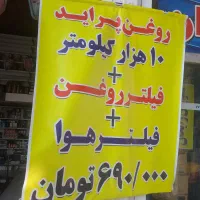 روغن پراید
۱۰ هزار کیلومتر
+
فیلتر روغن
+
فیلتر هوا
۶۹۰/۰۰۰ تومان